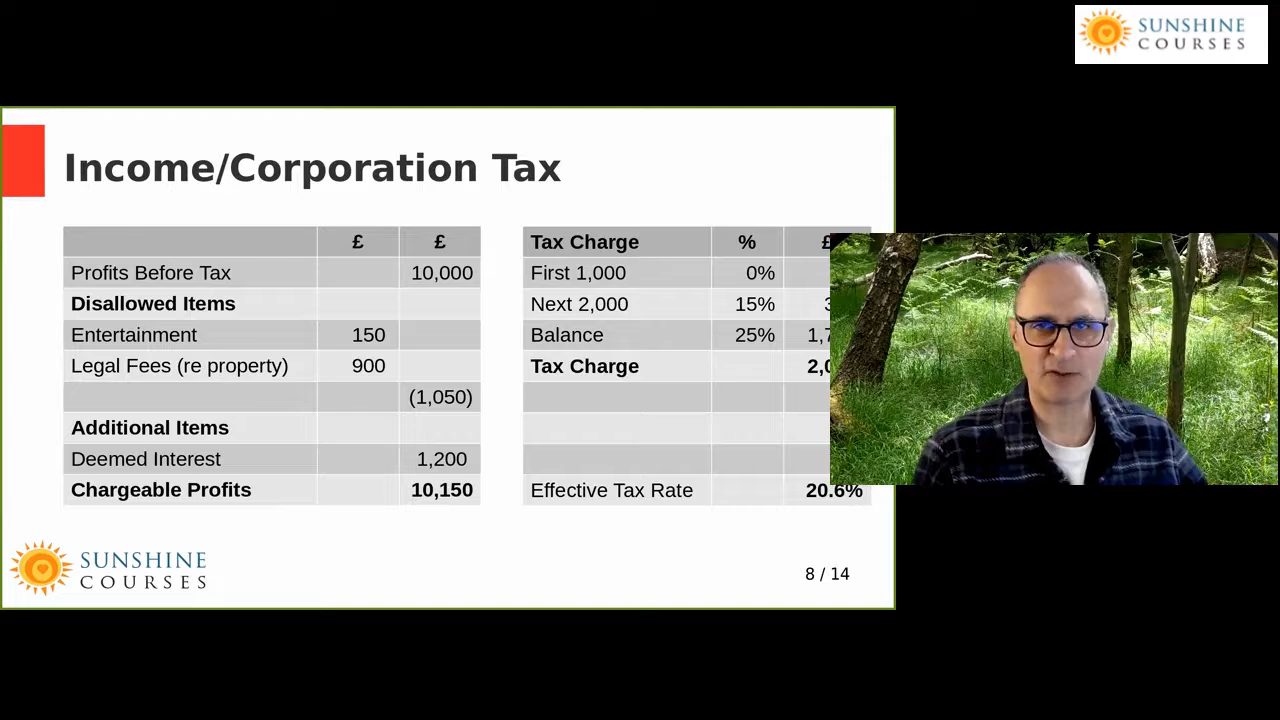 SUNSHINE
COURSES
Income/Corporation Tax
£ £
Profits Before Tax 10,000
Disallowed Items
Entertainment 150
Legal Fees (re property) 900
(1,050)
Additional Items
Deemed Interest 1,200
Chargeable Profits 10,150
Tax Charge % £
First 1,000 0%
Next 2,000 15%
Balance 25%
Tax Charge
Effective Tax Rate 20.6%
SUNSHINE
COURSES
8 / 14